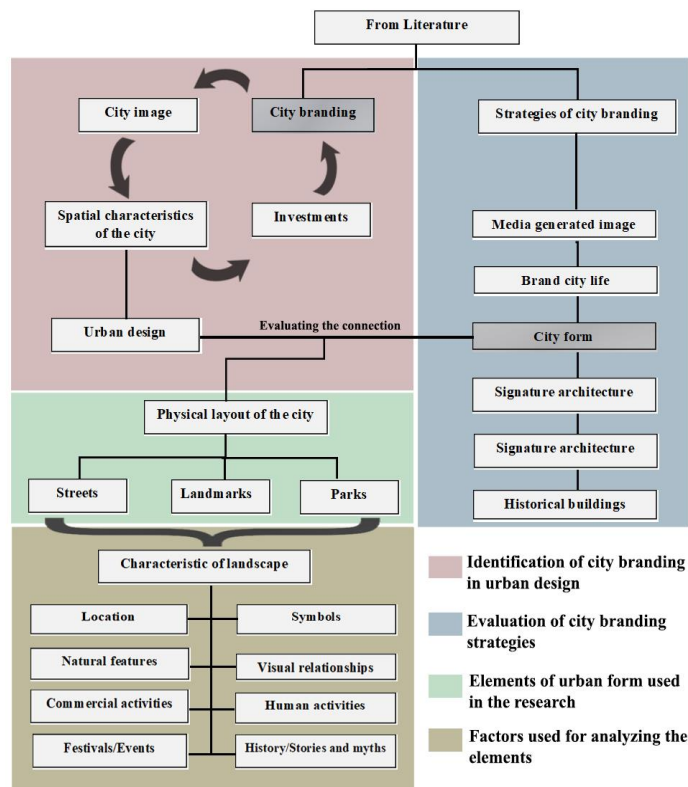 From Literature
City image
City branding
Strategies of city branding
Spatial characteristics
of the city
Investments
Media generated image
Brand city life
Urban design
Evaluating the connection
City form
Signature architecture
Physical layout of the city
Signature architecture
Streets
Landmarks
Parks
Historical buildings
Characteristic of landscape
Location
Symbols
Natural features
Visual relationships
Commercial activities
Human activities
Festivals/Events
History/Stories and myths
Identification of city branding
in urban design
Evaluation of city branding
strategies
Elements of urban form used
in the research
Factors used for analyzing the
elements